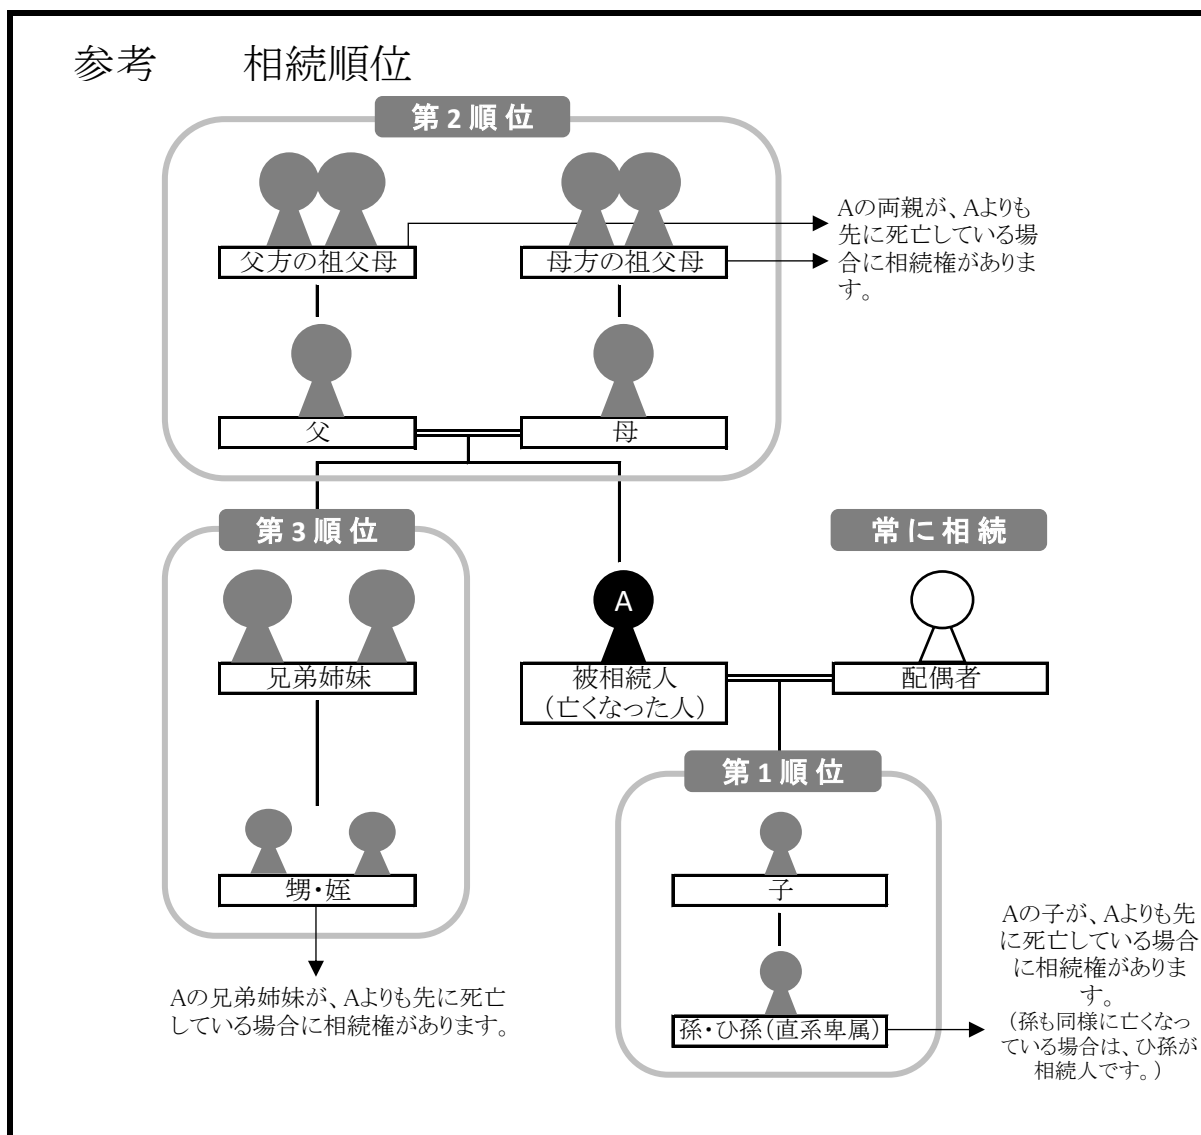 参考　相続順位
第2順位
父方の祖父母
母方の祖父母
Aの両親が、Aよりも
先に死亡している場
合に相続権がありま
す。
父
母
第3順位
常に相続
A
兄弟姉妹
被相続人
（亡くなった人）
配偶者
第1順位
甥・姪
子
Aの兄弟姉妹が、Aよりも先に死亡
している場合に相続権があります。
孫・ひ孫（直系卑属）
Aの子が、Aよりも先
に死亡している場合
に相続権がありま
す。
（孫も同様に亡くなっ
ている場合は、ひ孫が
相続人です。）